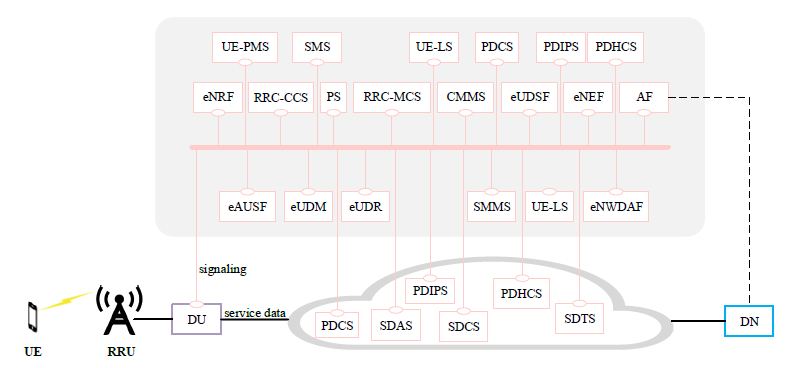 UE-PMS
SMS
UE-LS
PDCS
PDIPS
PDHCS
eNRF
RRC-CCS
PS
RRC-MCS
CMMS
eUDSF
eNEF
AF
eAUSF
eUDM
eUDR
SMMS
UE-LS
eNWDAF
signaling
PDIPS
PDHCS
DU
service data
PDCS
SDAS
SDCS
SDTS
DN
UE
RRU